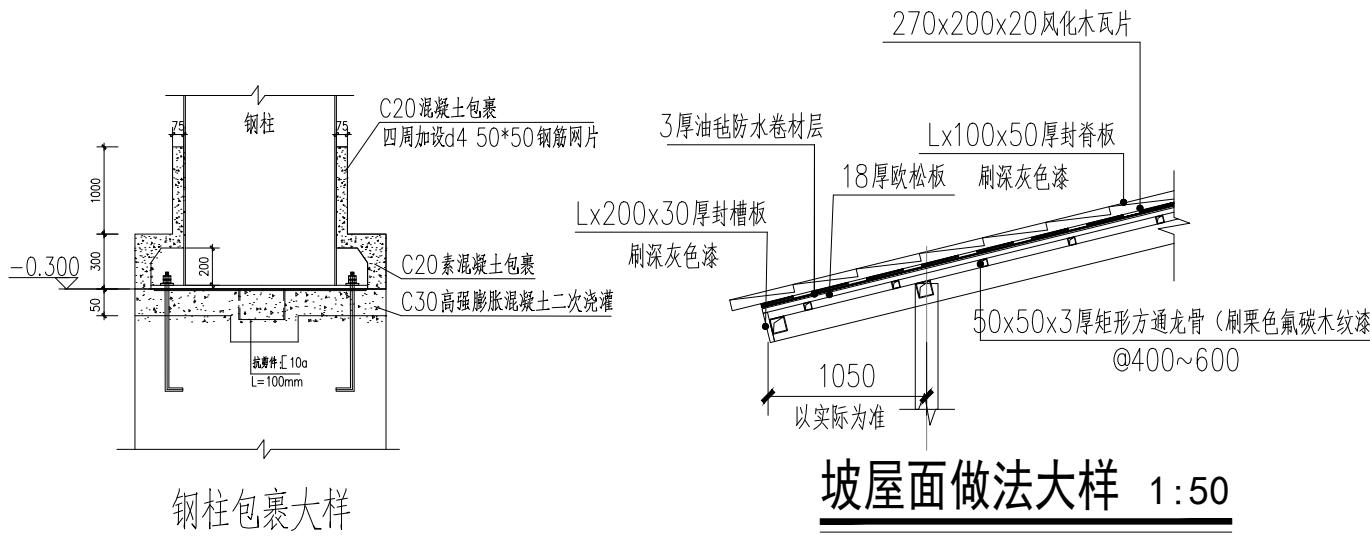 75
钢柱
75
C20混凝土包裹
四周加设d4 50*50钢筋网片
1000
300
200
-0.300
50
C20素混凝土包裹
C30高强膨胀混凝土二次浇灌
抗剪件[10a
L=100mm
钢柱包裹大样
270x200x20风化木瓦片
3厚油毡防水卷材层
Lx100x50厚封脊板
刷深灰色漆
18厚欧松板
Lx200x30厚封槽板
刷深灰色漆
50x50x3厚矩形方通龙骨（刷栗色氟碳木纹漆
@400~600
1050
以实际为准
坡屋面做法大样 1:50